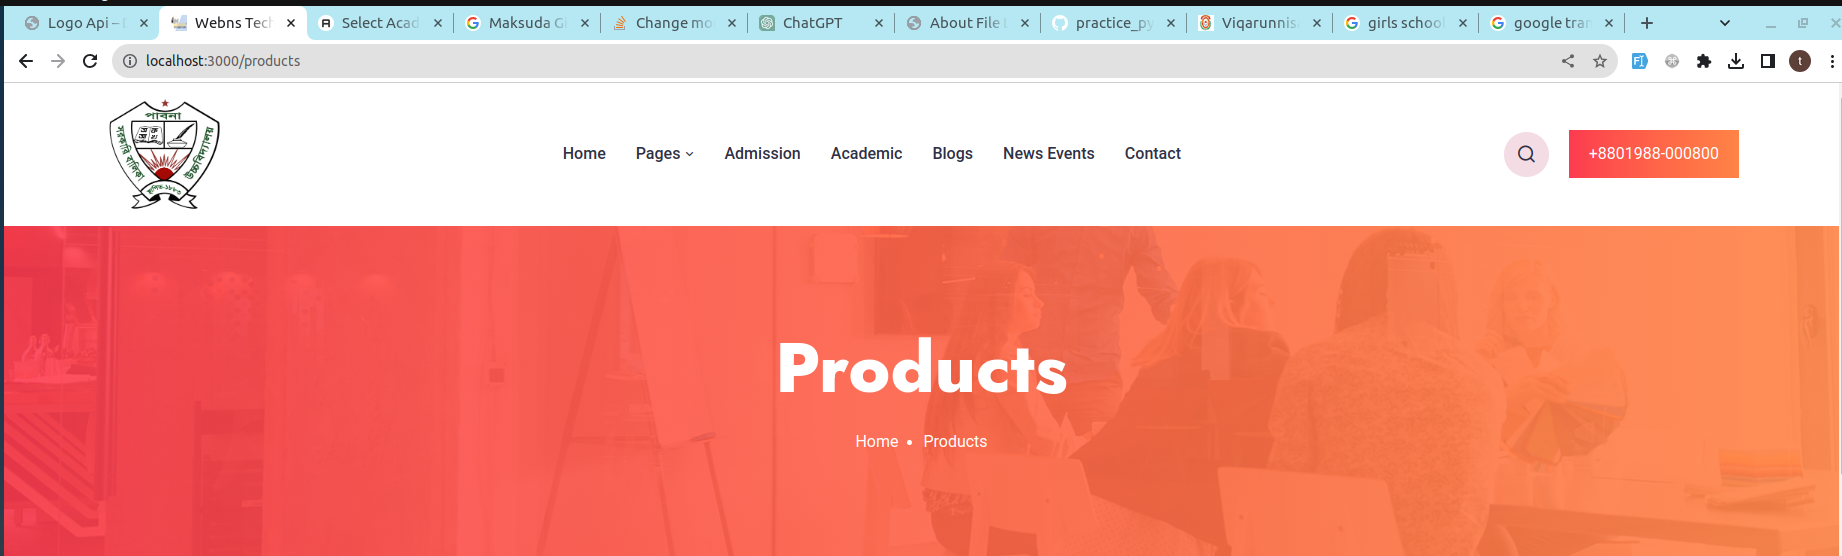 Logo Api –
Webns Tech
Select Acad
Maksuda Gi
Change mo
ChatGPT
About File
practice_py
Viqarunnis
girls school
google tran
localhost:3000/products
t
পাবনা
সরকারি বালিকা
উচ্চ বিদ্যালয়
স্থাপিত-১৮৮৩
Home
Pages
Admission
Academic
Blogs
News Events
Contact
+8801988-000800
Products
Home • Products